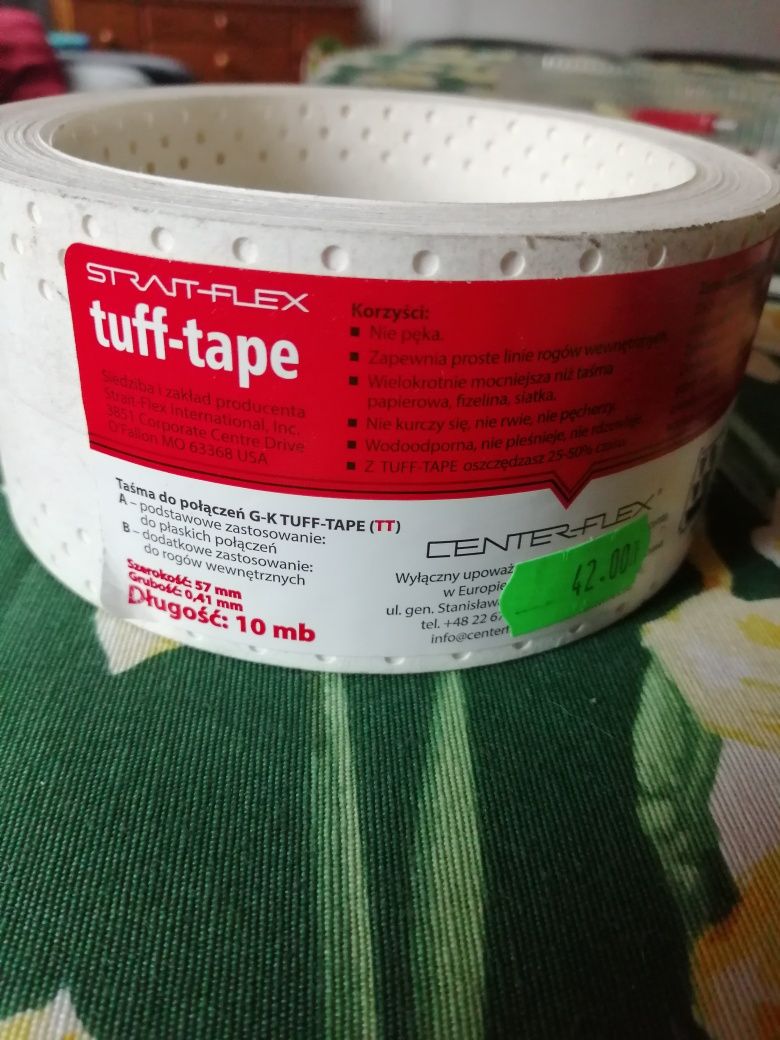 STRAIT-FLEX
tuff-tape
Siedziba i zakład producenta
Strait-Flex International, Inc.
3851 Corporate Centre Drive
O'Fallon MO 63368 USA
Korzyści:
▪ Nie pęka.
▪ Zapewnia proste linie rogów wewnętrznych.
▪ Wielokrotnie mocniejsza niż taśma
papierowa, fizelina, siatka.
▪ Nie kurczy się, nie rwie, nie pęcherzy.
▪ Wodoodporna, nie pleśnieje, nie rdzewieje.
▪ Z TUFF-TAPE oszczędzasz 25-50% czasu.
Taśma do połączeń G-K TUFF-TAPE (TT)
A – podstawowe zastosowanie:
do płaskich połączeń
B – dodatkowe zastosowanie:
do rogów wewnętrznych
Szerokość: 57 mm
Grubość: 0,41 mm
Długość: 10 mb
CENTER-FLEX®
Wyłączny
w Europie
ul. gen.
tel. +48 22 67
42.00